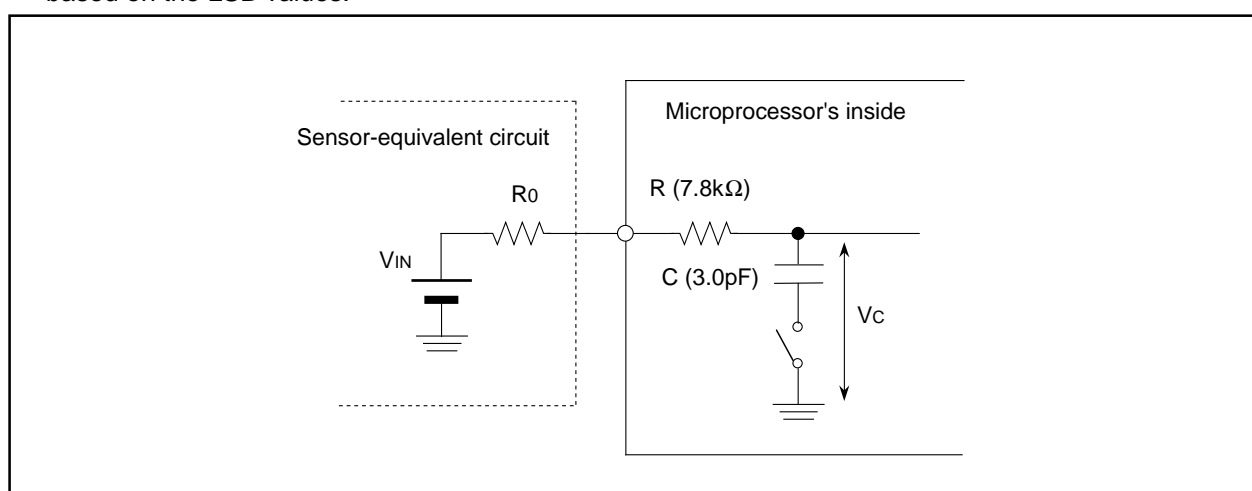 based on the LSB values.
Microprocessor's inside
Sensor-equivalent circuit
R (7.8kΩ)
R0
VIN
C (3.0pF)
VC